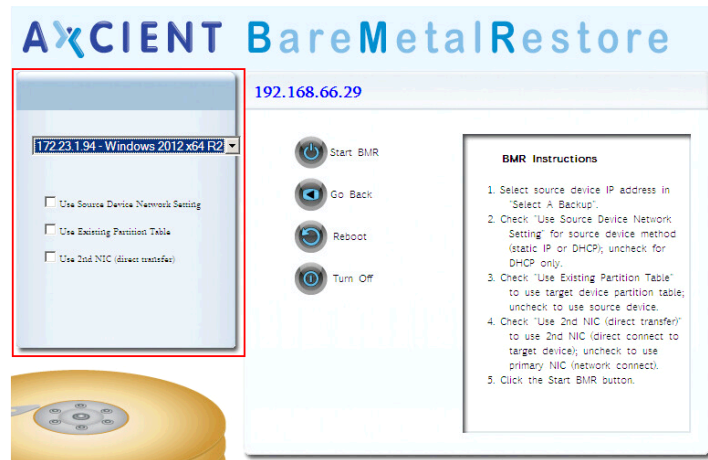 AXCIENT BareMetalRestore
192.168.66.29
172.23.1.94 - Windows 2012 x64 R2
Use Source Device Network Setting
Use Existing Partition Table
Use 2nd NIC (direct transfer)
Start BMR
Go Back
Reboot
Turn Off
BMR Instructions
1. Select source device IP address in
"Select A Backup".
2. Check "Use Source Device Network
Setting" for source device method
(static IP or DHCP); uncheck for
DHCP only.
3. Check "Use Existing Partition Table"
to use target device partition table;
uncheck to use source device.
4. Check "Use 2nd NIC (direct transfer)"
to use 2nd NIC (direct connect to
target device); uncheck to use
primary NIC (network connect).
5. Click the Start BMR button.